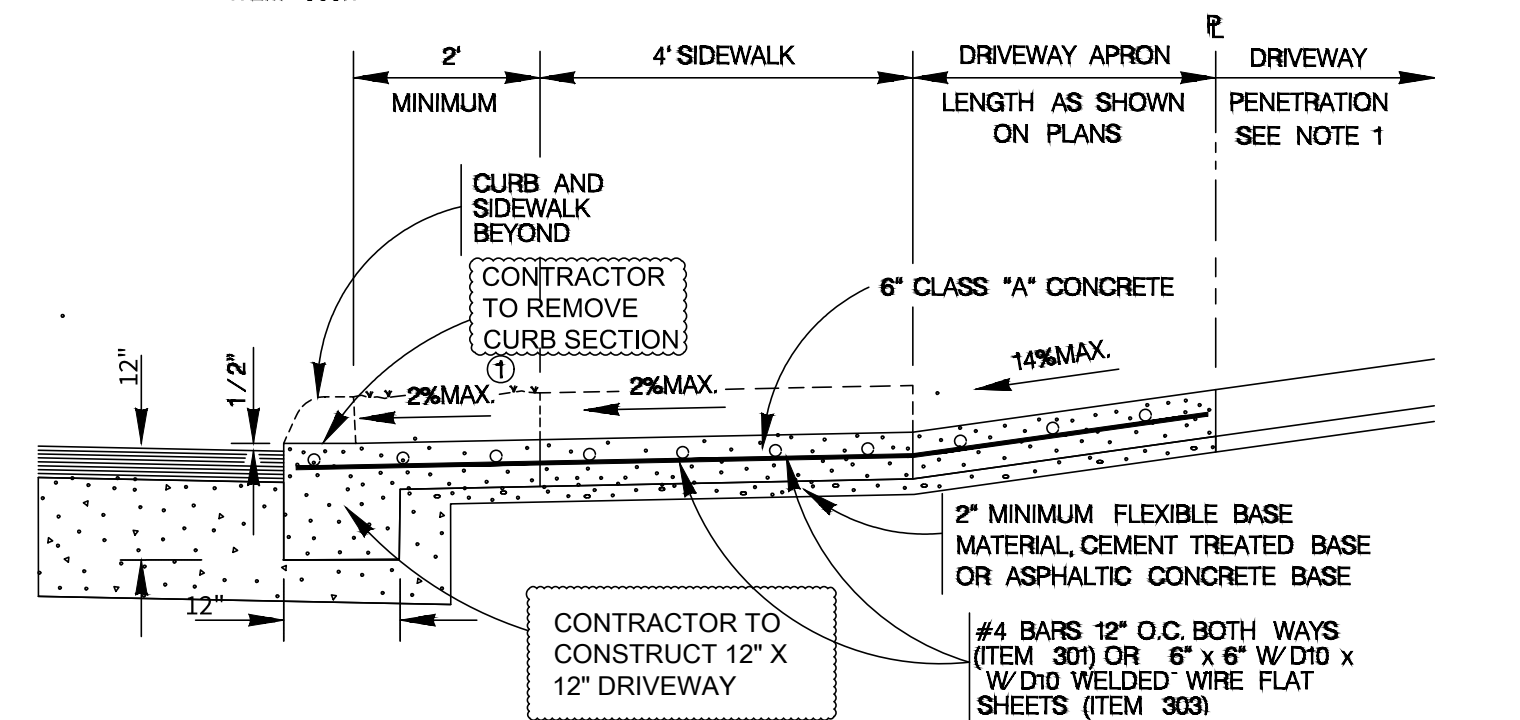 PL
2'
4' SIDEWALK
DRIVEWAY APRON
DRIVEWAY
MINIMUM
LENGTH AS SHOWN
ON PLANS
PENETRATION
SEE NOTE 1
CURB AND
SIDEWALK
BEYOND
CONTRACTOR
TO REMOVE
CURB SECTION
6" CLASS "A" CONCRETE
12"
1/2"
1
2% MAX.
2% MAX.
14% MAX.
12"
2" MINIMUM FLEXIBLE BASE
MATERIAL, CEMENT TREATED BASE
OR ASPHALTIC CONCRETE BASE
CONTRACTOR TO
CONSTRUCT 12" X
12" DRIVEWAY
#4 BARS 12" O.C. BOTH WAYS
(ITEM 301) OR 6" x 6" W/D10 x
W/D10 WELDED WIRE FLAT
SHEETS (ITEM 303)